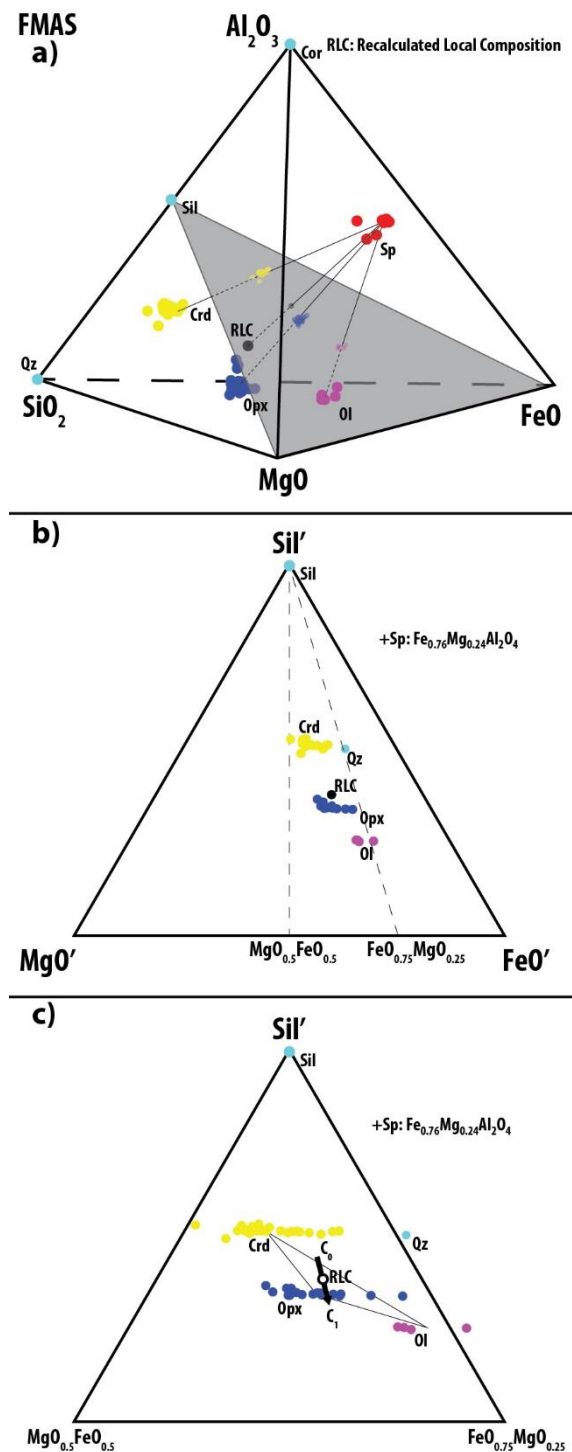 FMAS
a)
Al₂O₃
Cor
RLC: Recalculated Local Composition
Sil
Sp
Crd
RLC
Qz
SiO₂
Opx
Ol
FeO
MgO
b)
Sil'
Sil
+Sp: Fe₀.₇₆Mg₀.₂₄Al₂O₄
Crd
Qz
RLC
Opx
Ol
MgO'
MgO₀.₅FeO₀.₅
FeO₀.₇₅MgO₀.₂₅
FeO'
c)
Sil'
Sil
+Sp: Fe₀.₇₆Mg₀.₂₄Al₂O₄
Qz
Crd
C₀
RLC
Opx
C₁
Ol
MgO₀.₅FeO₀.₅
FeO₀.₇₅MgO₀.₂₅